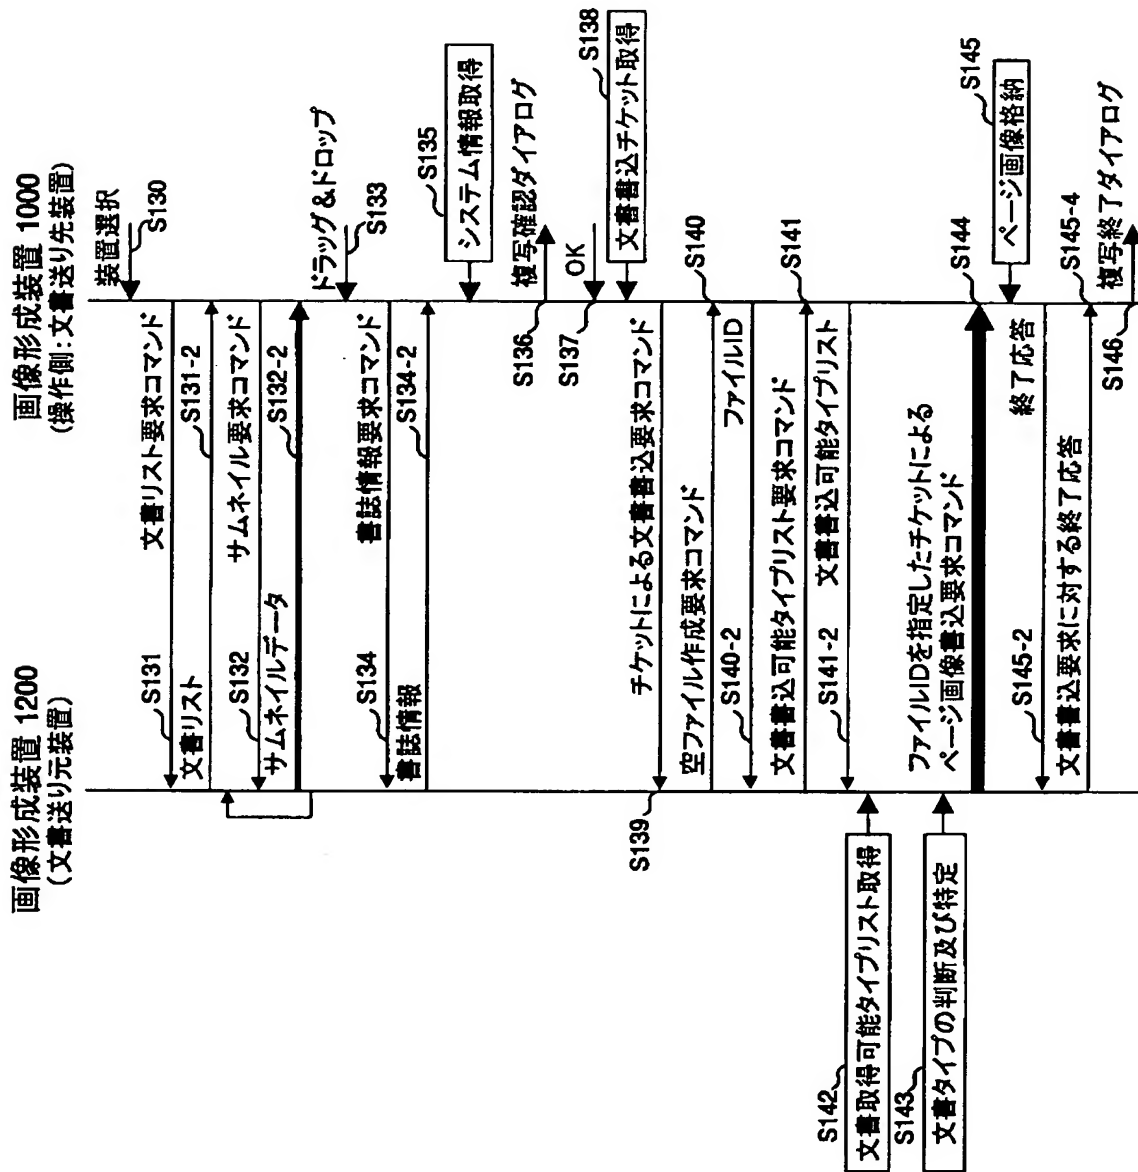 画像形成装置 1200
(文書送り元装置)
画像形成装置 1000
(操作側:文書送り先装置)
装置選択
S130
文書リスト要求コマンド
S131
文書リスト
S131-2
サムネイル要求コマンド
S132
サムネイルデータ
S132-2
ドラッグ&ドロップ
S133
書誌情報要求コマンド
S134
書誌情報
S134-2
S135
システム情報取得
複写確認ダイアログ
S136
OK
S137
S138
文書書込チケット取得
チケットによる文書書込要求コマンド
S139
空ファイル作成要求コマンド
S140
ファイルID
S140-2
文書書込可能タイプリスト要求コマンド
S141
文書書込可能タイプリスト
S141-2
S142
文書取得可能タイプリスト取得
S143
文書タイプの判断及び特定
ファイルIDを指定したチケットによる
ページ画像書込要求コマンド
S144
S145
ページ画像格納
終了応答
S145-2
文書書込要求に対する終了応答
S145-4
複写終了ダイアログ
S146